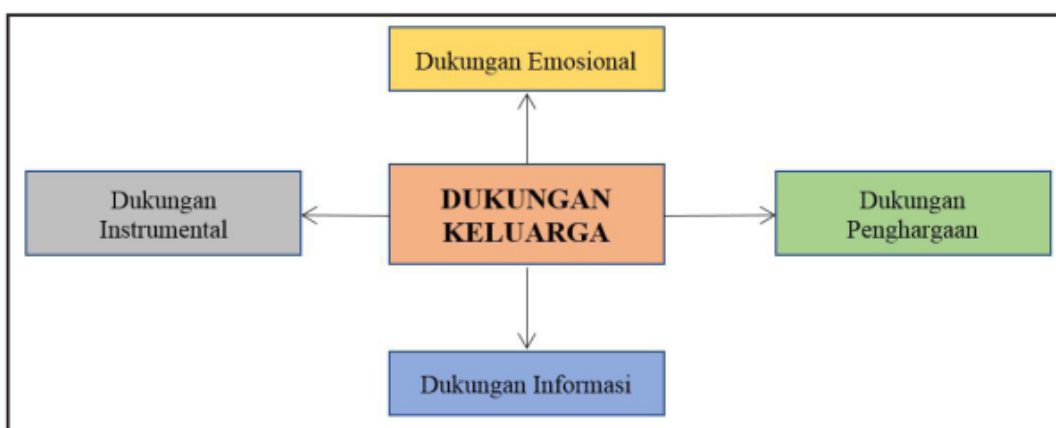 Dukungan Emosional
Dukungan
Instrumental
DUKUNGAN
KELUARGA
Dukungan
Penghargaan
Dukungan Informasi